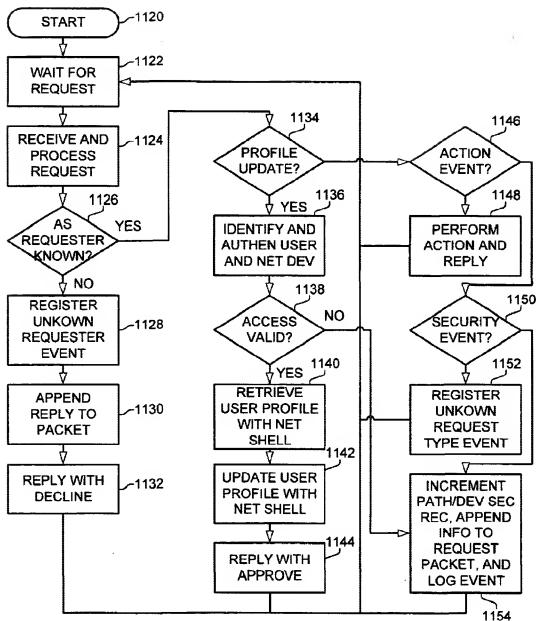 START
1120
WAIT FOR
REQUEST
1122
RECEIVE AND
PROCESS
REQUEST
1124
AS
REQUESTER
KNOWN?
1126
YES
NO
REGISTER
UNKOWN
REQUESTER
EVENT
1128
APPEND
REPLY TO
PACKET
1130
REPLY WITH
DECLINE
1132
PROFILE
UPDATE?
1134
YES
IDENTIFY AND
AUTHEN USER
AND NET DEV
1136
ACCESS
VALID?
1138
NO
YES
RETRIEVE
USER PROFILE
WITH NET
SHELL
1140
UPDATE USER
PROFILE WITH
NET SHELL
1142
REPLY WITH
APPROVE
1144
ACTION
EVENT?
1146
PERFORM
ACTION AND
REPLY
1148
SECURITY
EVENT?
1150
REGISTER
UNKOWN
REQUEST
TYPE EVENT
1152
INCREMENT
PATH/DEV SEC
REC, APPEND
INFO TO
REQUEST
PACKET, AND
LOG EVENT
1154